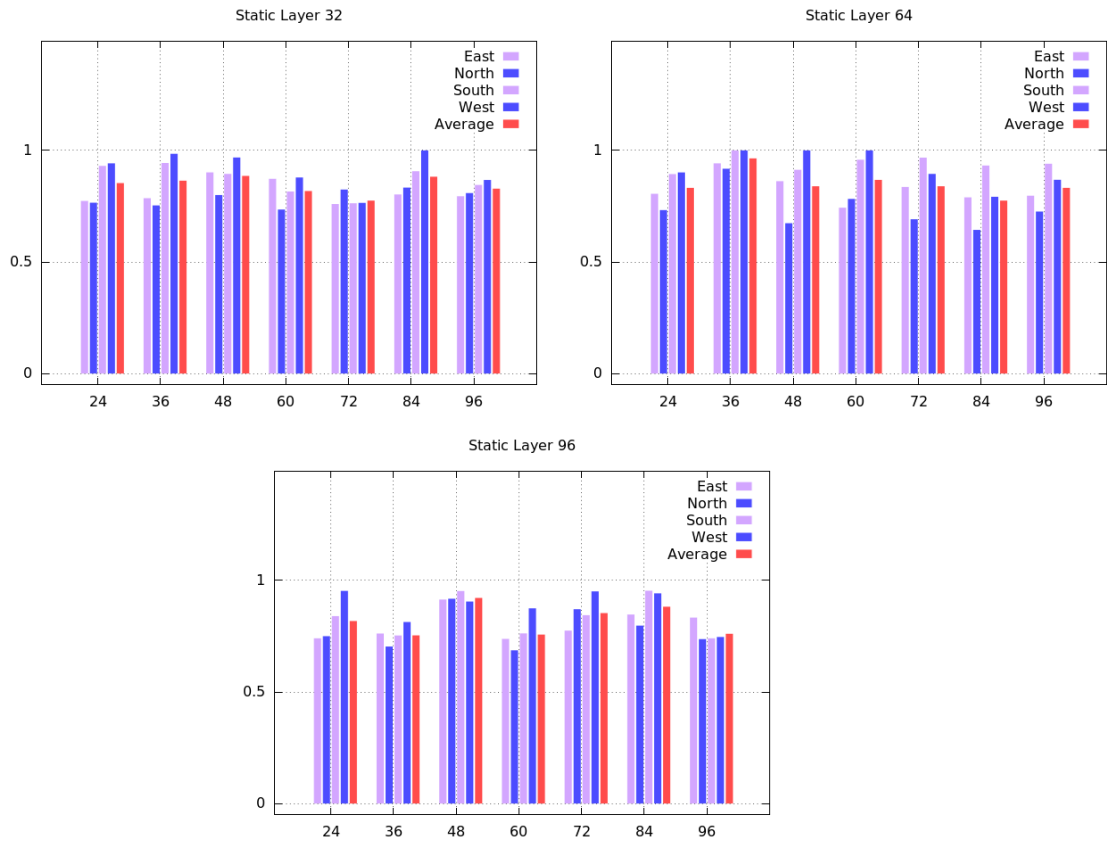 Static Layer 32
East
North
South
West
Average
1
0.5
0
24 36 48 60 72 84 96
Static Layer 64
East
North
South
West
Average
1
0.5
0
24 36 48 60 72 84 96
Static Layer 96
East
North
South
West
Average
1
0.5
0
24 36 48 60 72 84 96